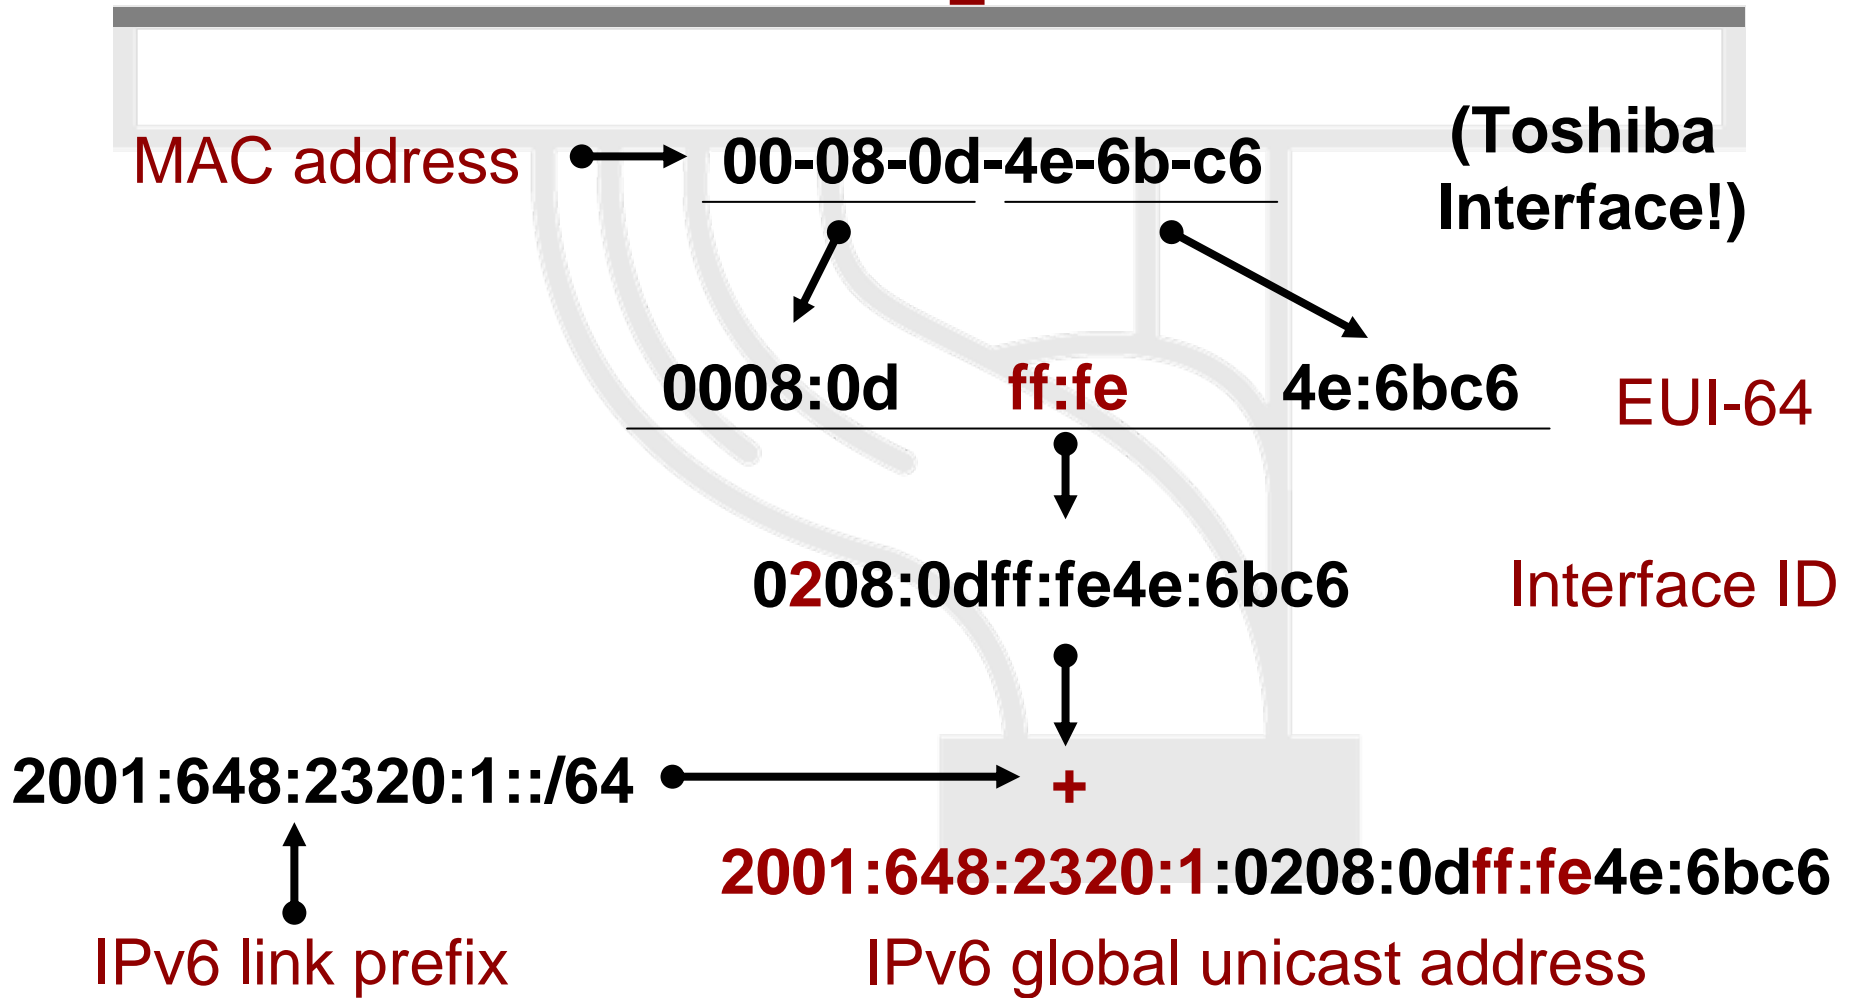 MAC address 00-08-0d-4e-6b-c6 (Toshiba
Interface!)
0008:0d ff:fe 4e:6bc6 EUI-64
0208:0dff:fe4e:6bc6 Interface ID
2001:648:2320:1::/64 +
2001:648:2320:1:0208:0dff:fe4e:6bc6
IPv6 link prefix IPv6 global unicast address